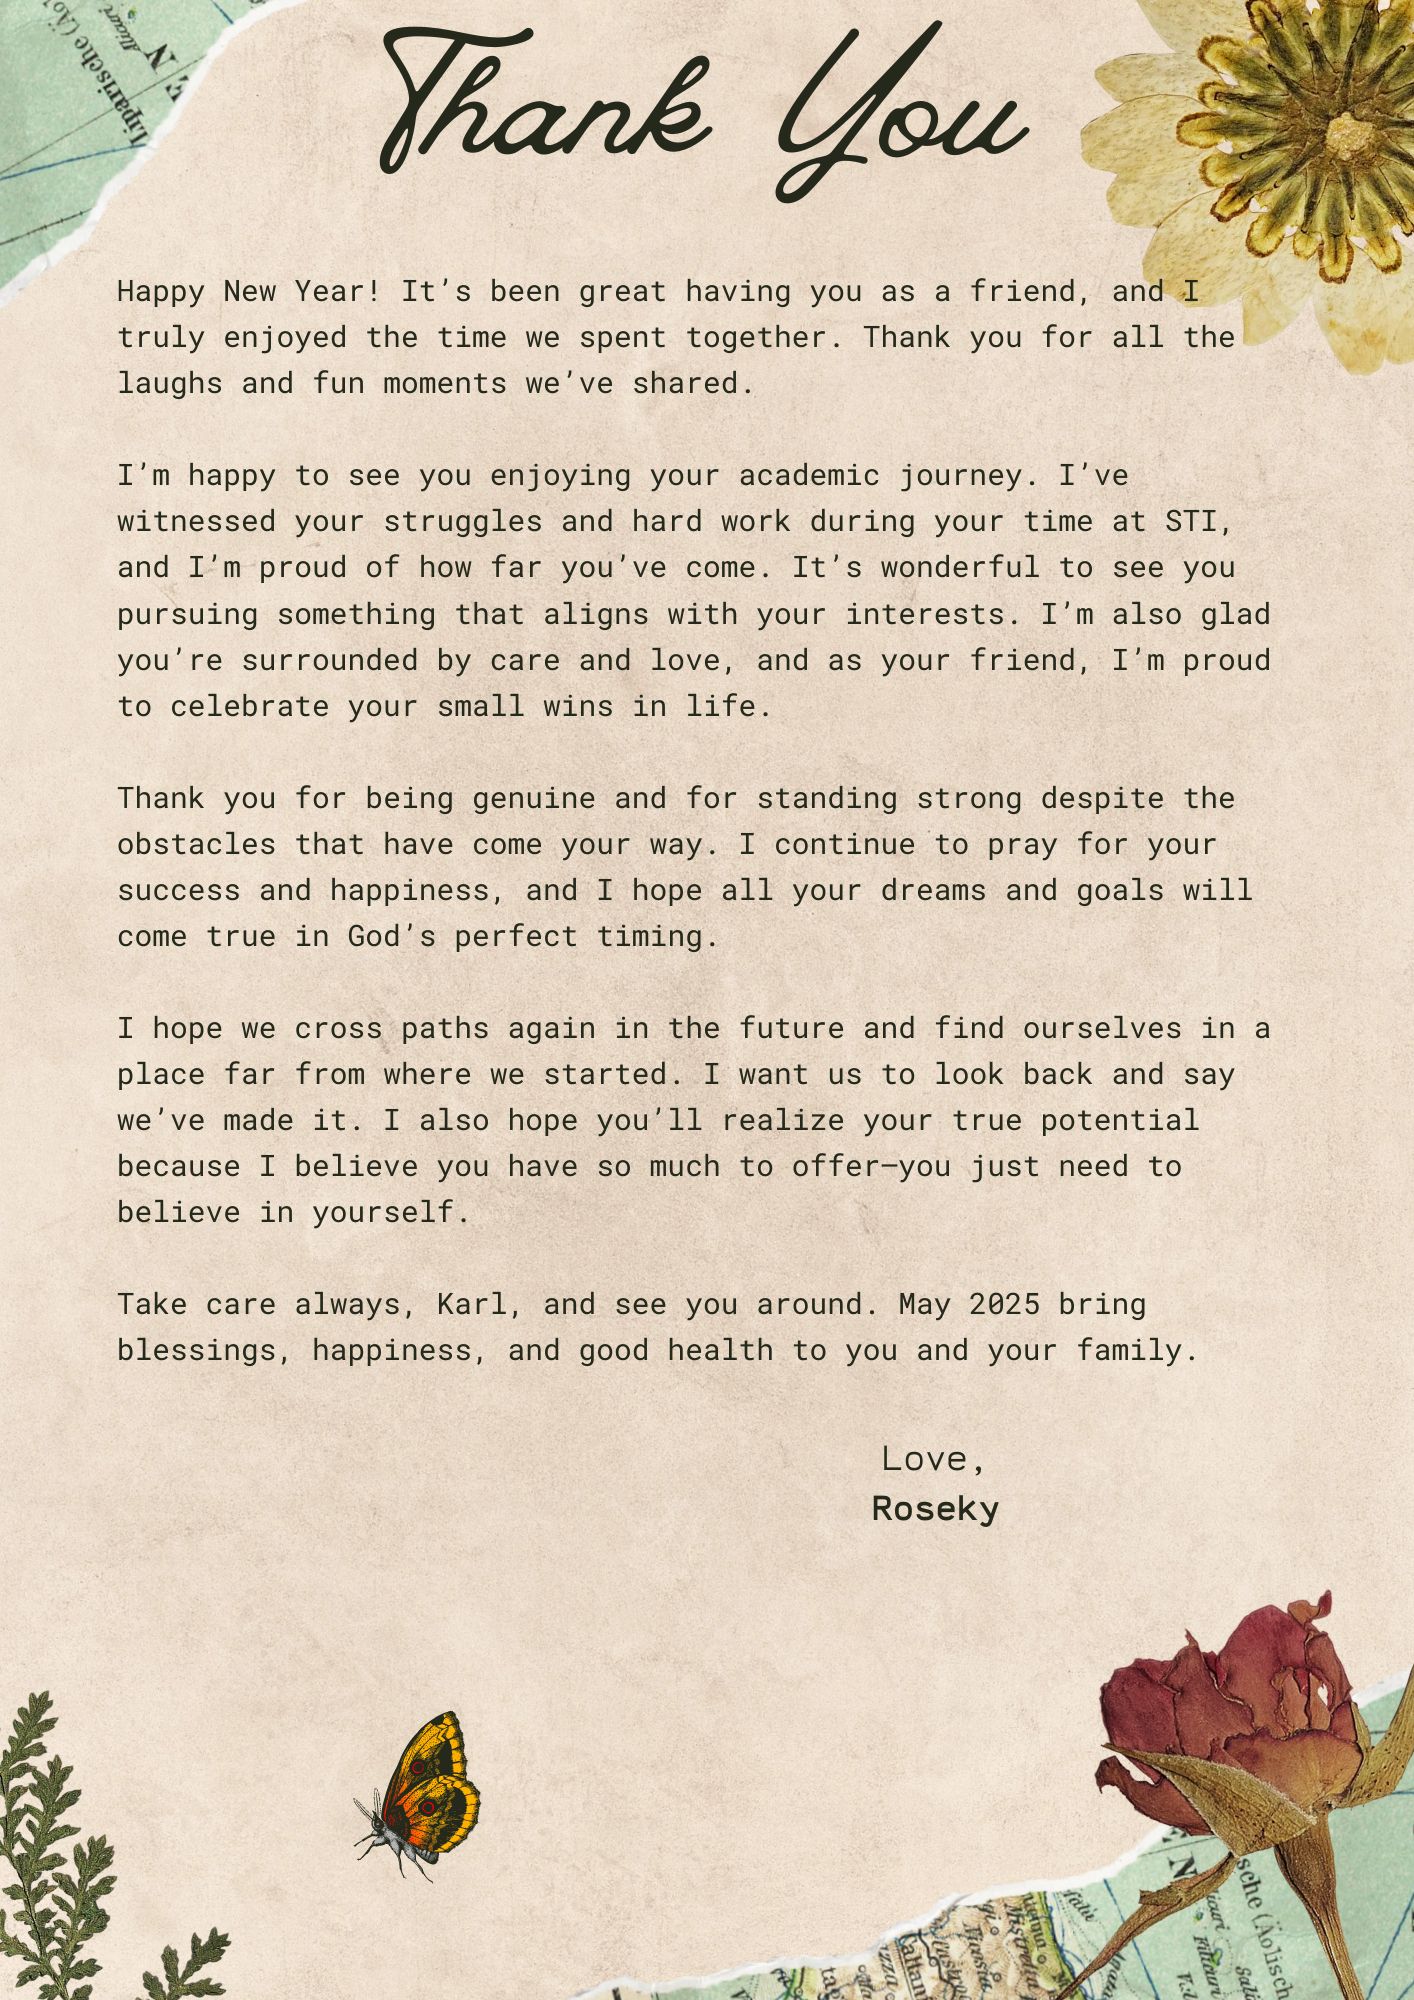 Thank You
Liparische (Äol
Alicuri
N
E,
Happy New Year! It’s been great having you as a friend, and I
truly enjoyed the time we spent together. Thank you for all the
laughs and fun moments we’ve shared.
I’m happy to see you enjoying your academic journey. I’ve
witnessed your struggles and hard work during your time at STI,
and I’m proud of how far you’ve come. It’s wonderful to see you
pursuing something that aligns with your interests. I’m also glad
you’re surrounded by care and love, and as your friend, I’m proud
to celebrate your small wins in life.
Thank you for being genuine and for standing strong despite the
obstacles that have come your way. I continue to pray for your
success and happiness, and I hope all your dreams and goals will
come true in God’s perfect timing.
I hope we cross paths again in the future and find ourselves in a
place far from where we started. I want us to look back and say
we’ve made it. I also hope you’ll realize your true potential
because I believe you have so much to offer—you just need to
believe in yourself.
Take care always, Karl, and see you around. May 2025 bring
blessings, happiness, and good health to you and your family.
Love,
Roseky
N
sche (Äolisch
Mistretta